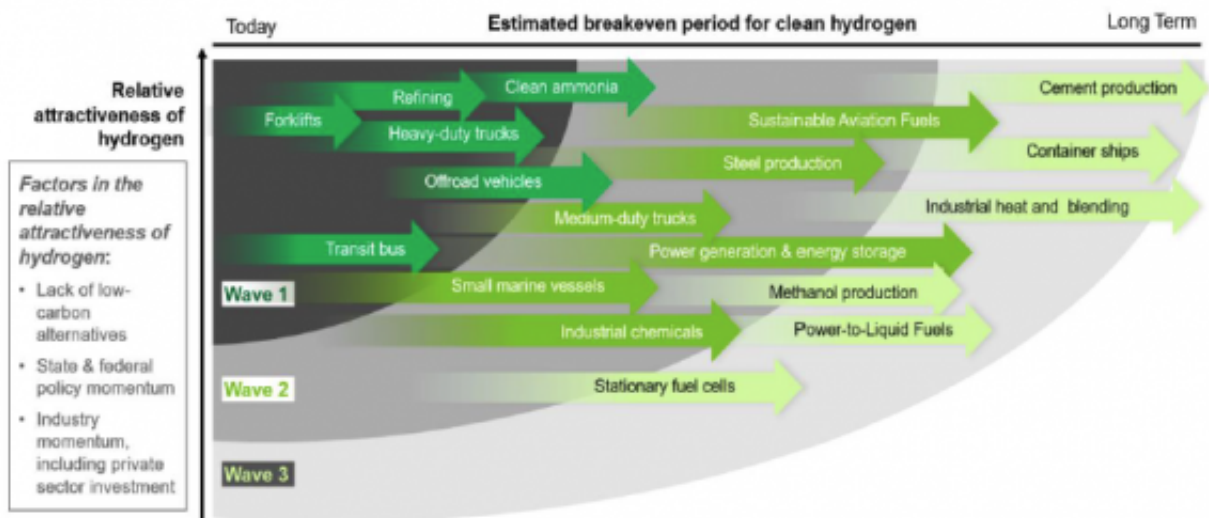 Today
Estimated breakeven period for clean hydrogen
Long Term
Relative
attractiveness of
hydrogen
Factors in the
relative
attractiveness of
hydrogen:
• Lack of low-
carbon
alternatives
• State & federal
policy momentum
• Industry
momentum,
including private
sector investment
Clean ammonia
Cement production
Refining
Forklifts
Sustainable Aviation Fuels
Heavy-duty trucks
Container ships
Steel production
Offroad vehicles
Industrial heat and blending
Medium-duty trucks
Transit bus
Power generation & energy storage
Wave 1
Small marine vessels
Methanol production
Industrial chemicals
Power-to-Liquid Fuels
Wave 2
Stationary fuel cells
Wave 3